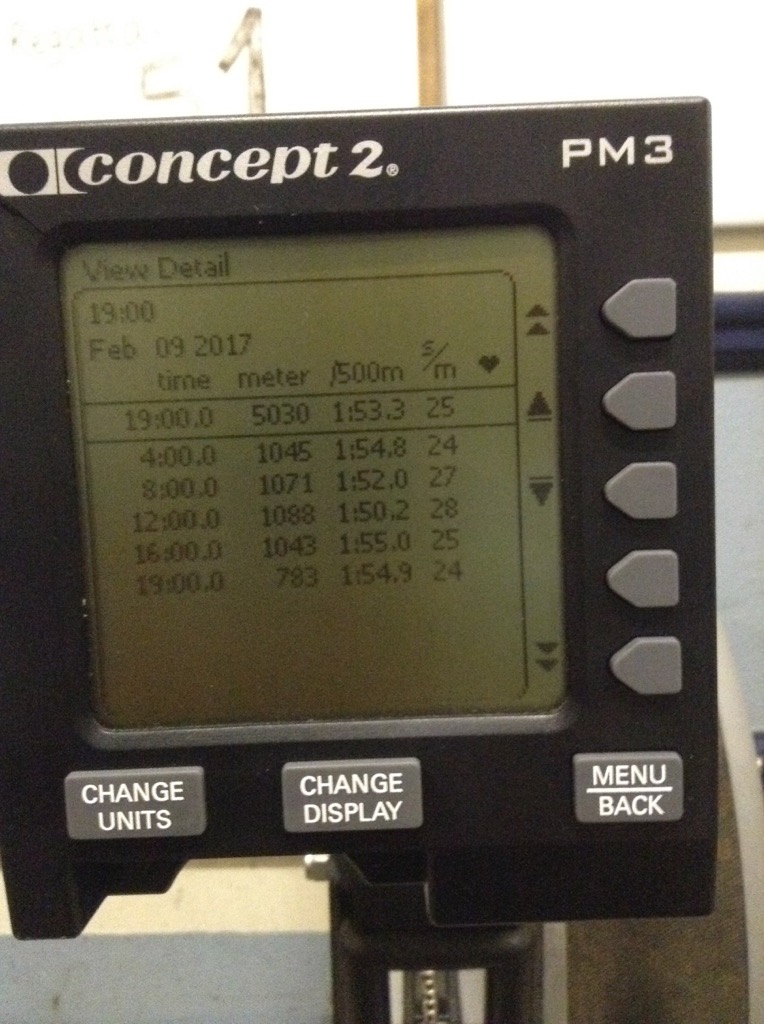 1
concept 2®
PM3
View Detail
19:00
Feb 09 2017
time meter /500m s/m
19:00.0 5030 1:53.3 25
4:00.0 1045 1:54.8 24
8:00.0 1071 1:52.0 27
12:00.0 1088 1:50.2 28
16:00.0 1043 1:55.0 25
19:00.0 783 1:54.9 24
CHANGE
UNITS
CHANGE
DISPLAY
MENU
BACK